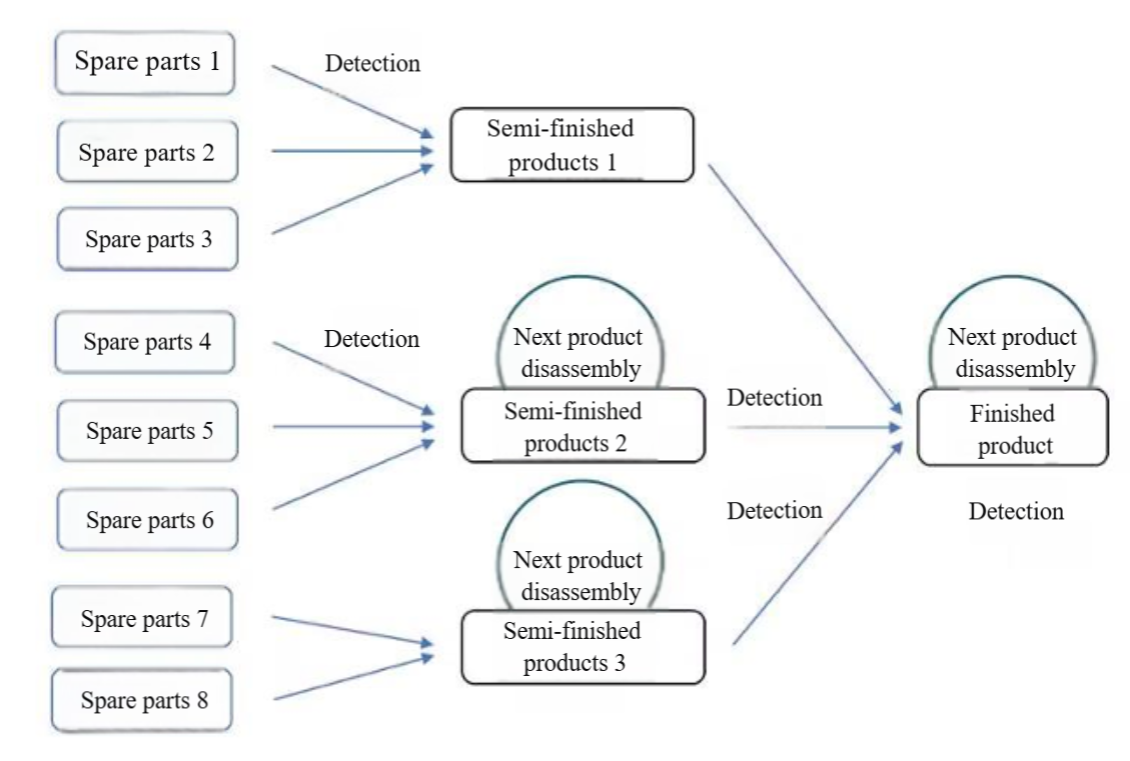 Spare parts 1
Spare parts 2
Spare parts 3
Spare parts 4
Spare parts 5
Spare parts 6
Spare parts 7
Spare parts 8
Detection
Detection
Semi-finished
products 1
Next product
disassembly
Semi-finished
products 2
Next product
disassembly
Semi-finished
products 3
Detection
Detection
Next product
disassembly
Finished
product
Detection